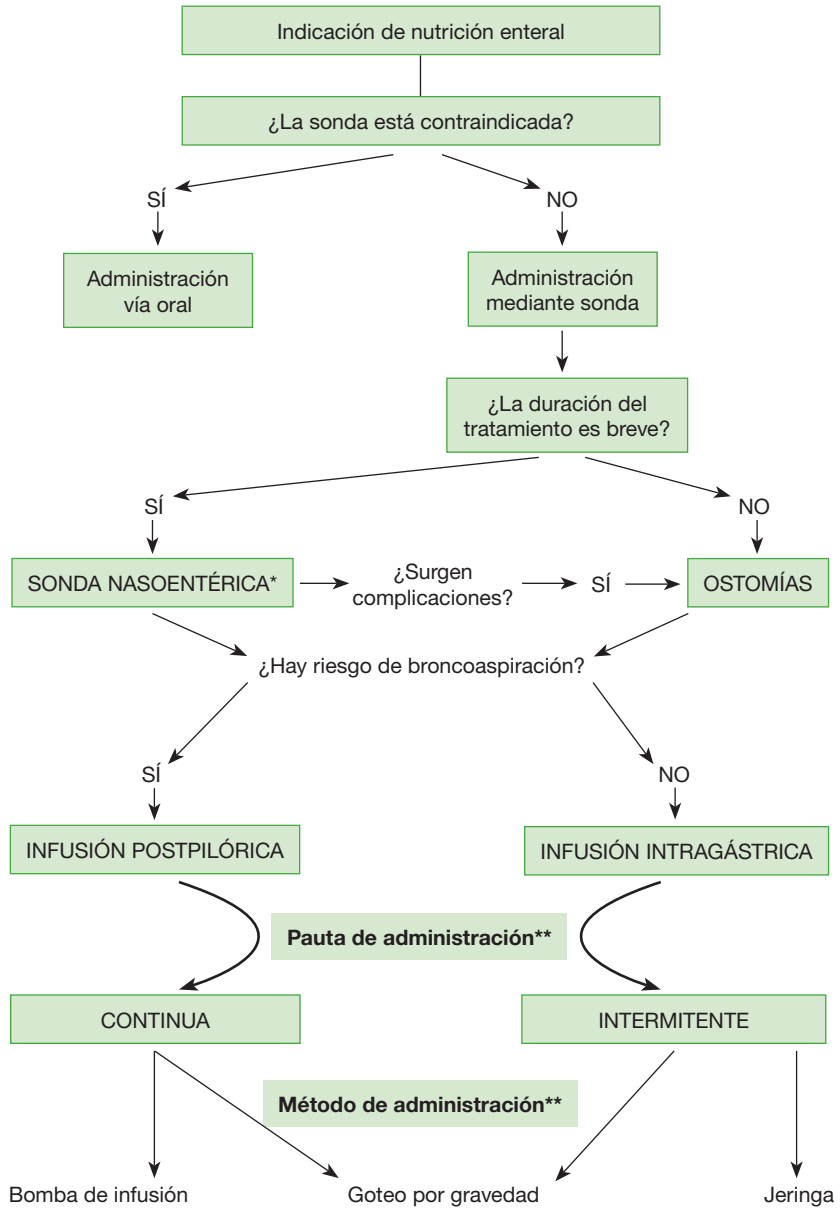 Indicación de nutrición enteral
¿La sonda está contraindicada?
SÍ
NO
Administración
vía oral
Administración
mediante sonda
¿La duración del
tratamiento es breve?
SÍ
NO
SONDA NASOENTÉRICA*
¿Surgen
complicaciones?
SÍ
OSTOMÍAS
¿Hay riesgo de broncoaspiración?
SÍ
NO
INFUSIÓN POSTPILÓRICA
INFUSIÓN INTRAGÁSTRICA
Pauta de administración**
CONTINUA
INTERMITENTE
Método de administración**
Bomba de infusión
Goteo por gravedad
Jeringa